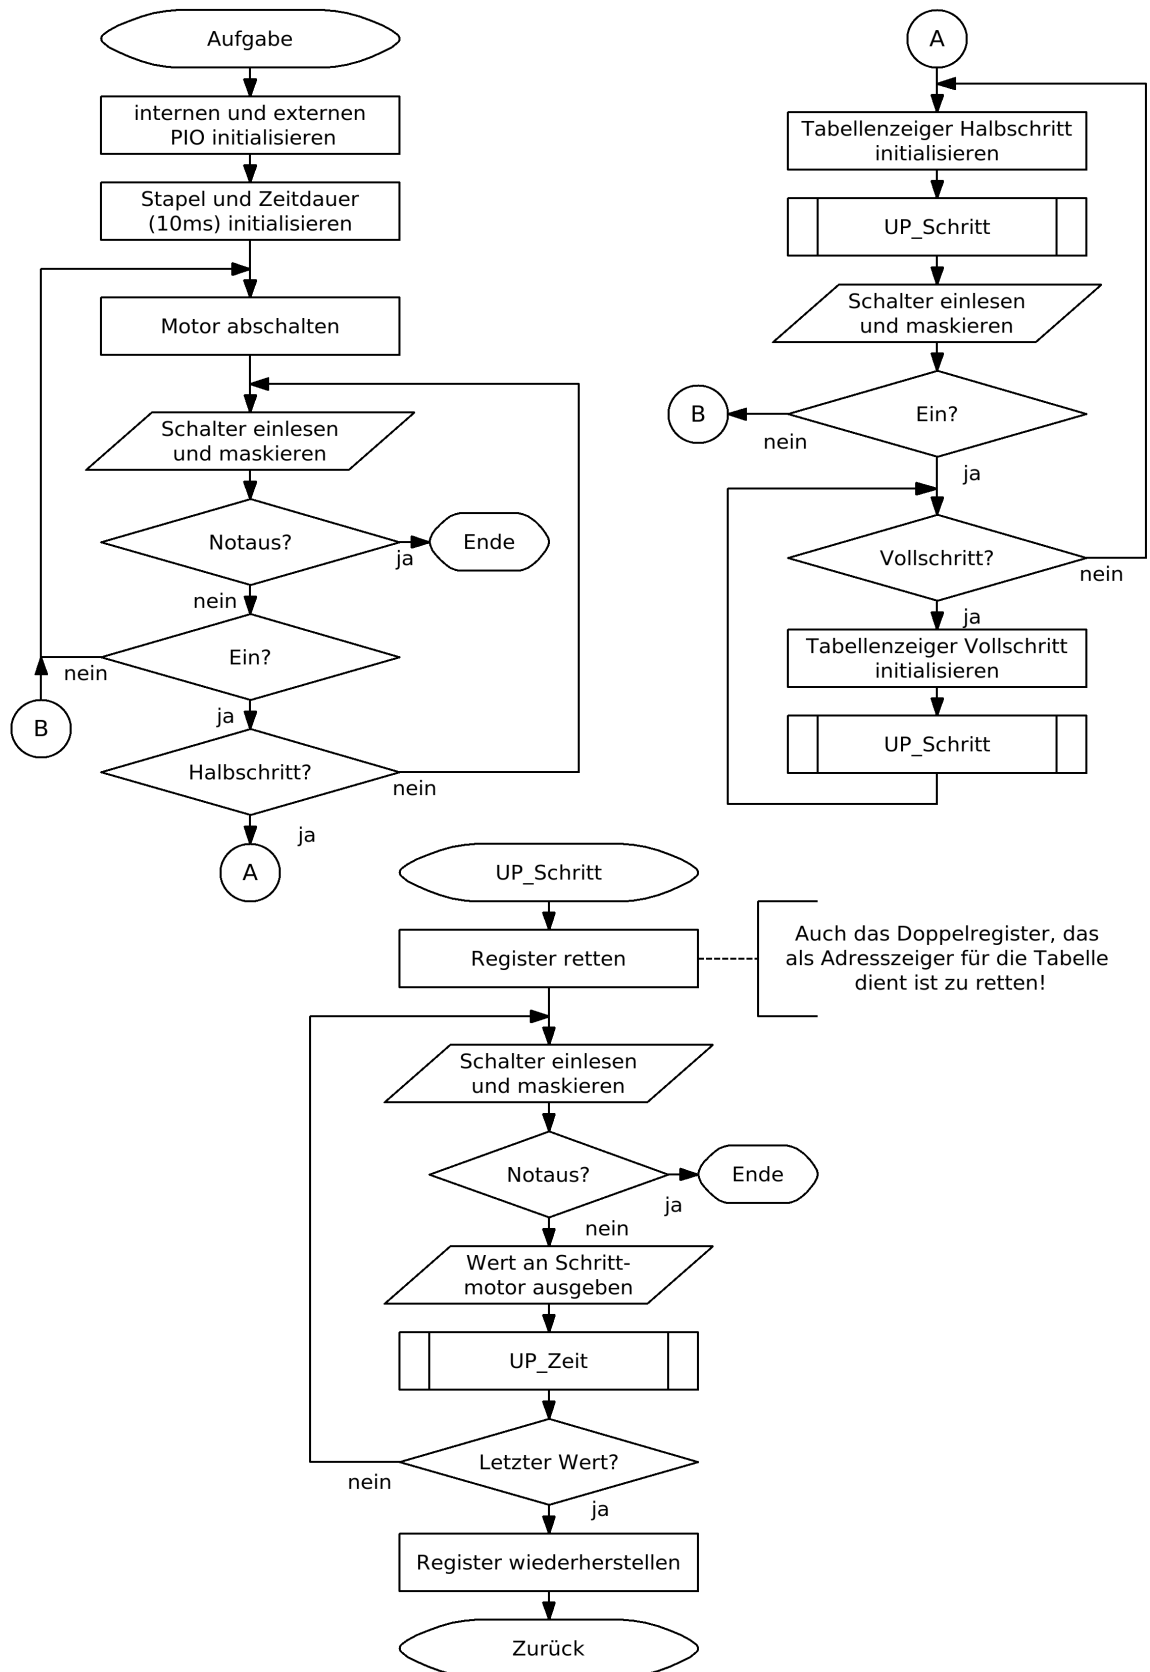 Aufgabe
internen und externen
PIO initialisieren
Stapel und Zeitdauer
(10ms) initialisieren
Motor abschalten
Schalter einlesen
und maskieren
Notaus?
ja
Ende
nein
Ein?
nein
B
ja
Halbschritt?
nein
ja
A
A
Tabellenzeiger Halbschritt
initialisieren
UP_Schritt
Schalter einlesen
und maskieren
Ein?
B
nein
ja
Vollschritt?
nein
ja
Tabellenzeiger Vollschritt
initialisieren
UP_Schritt
UP_Schritt
Register retten
Auch das Doppelregister, das
als Adresszeiger für die Tabelle
dient ist zu retten!
Schalter einlesen
und maskieren
Notaus?
Ende
ja
nein
Wert an Schritt-
motor ausgeben
UP_Zeit
Letzter Wert?
nein
ja
Register wiederherstellen
Zurück